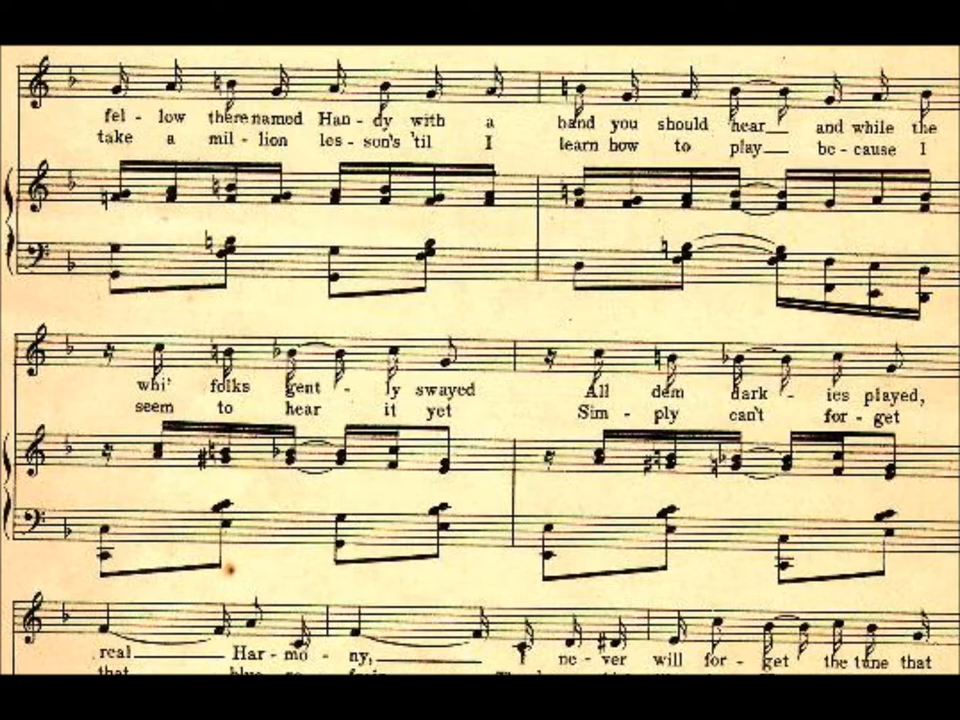 fel - low there named Han - dy with a band you should hear and while the
take a mil - lion les - son's 'til I learn how to play be - cause I
whi' folks gent - ly swayed All dem dark - ies played,
seem to hear it yet Sim - ply can't for - get
real Har - mo - ny, I ne - ver will for - get the tune that
that blue